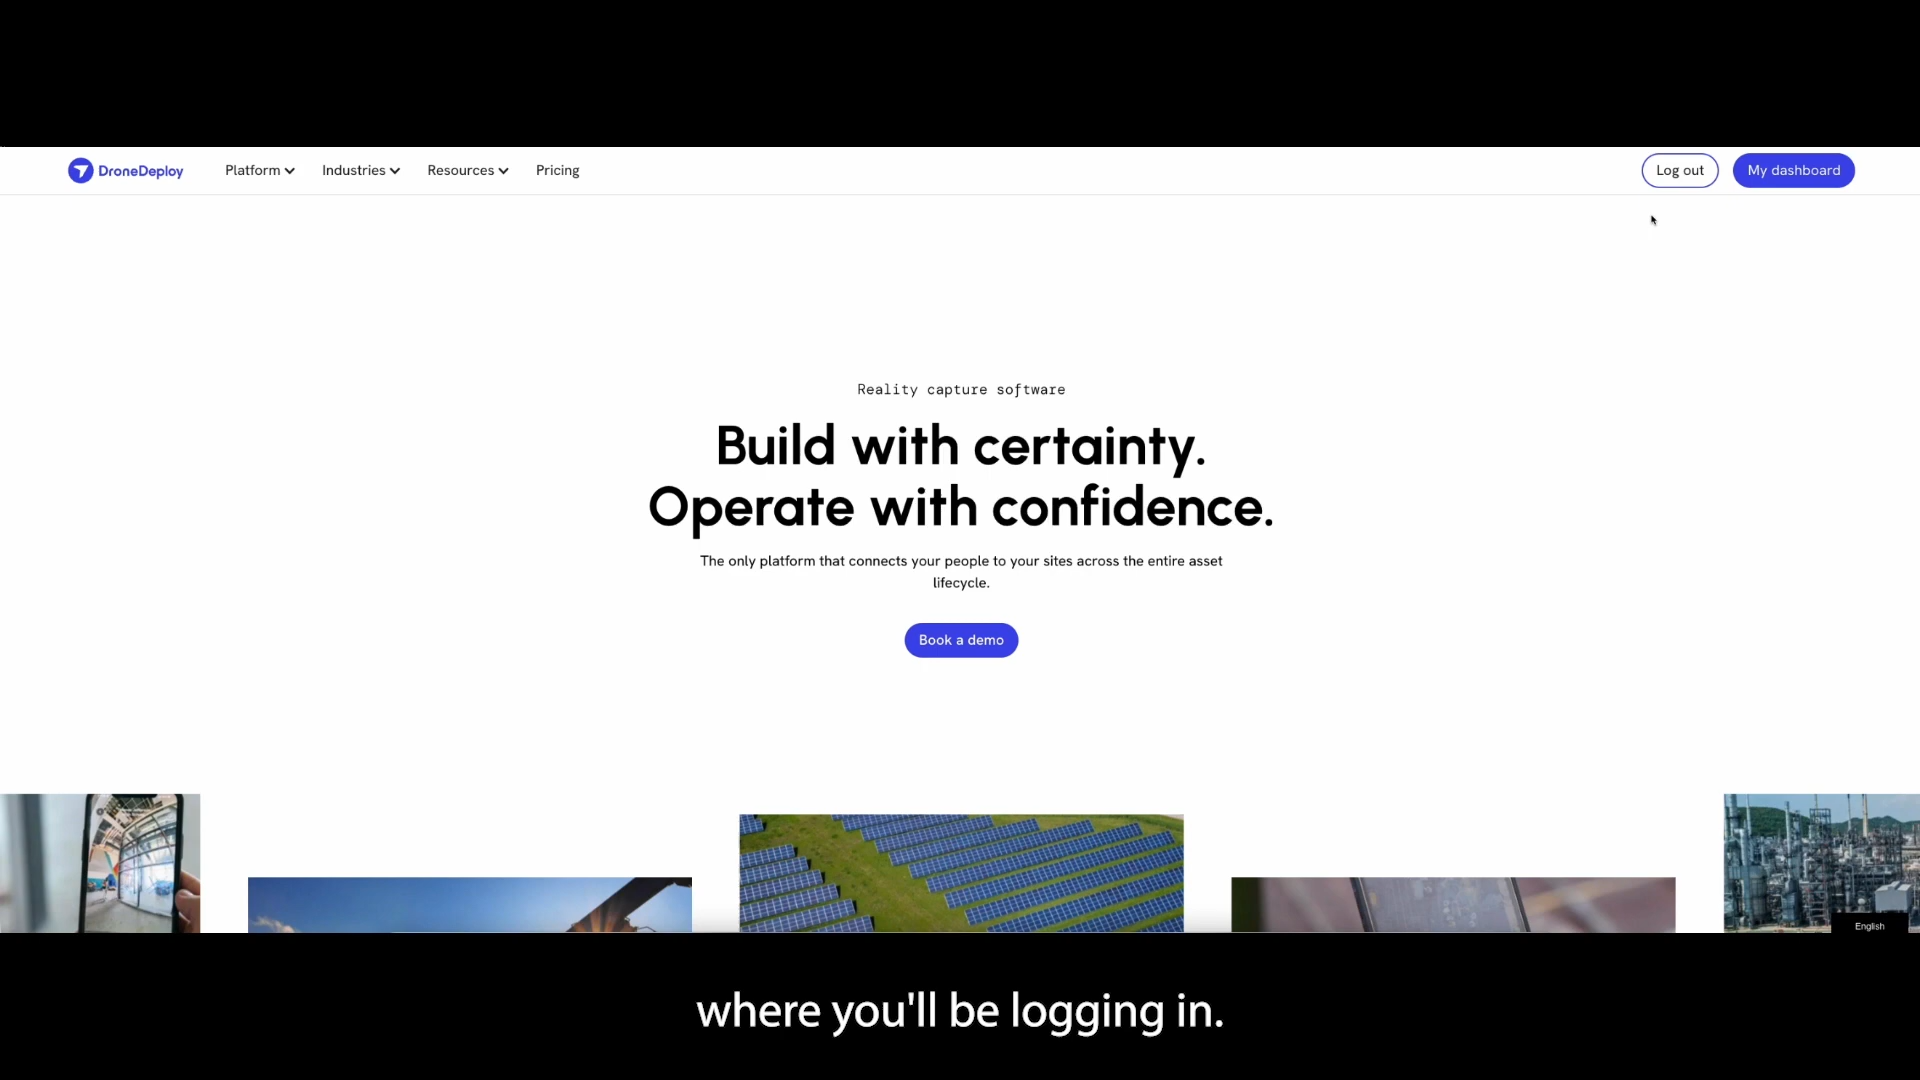 DroneDeploy
Platform
Industries
Resources
Pricing
Log out
My dashboard
Reality capture software
Build with certainty.
Operate with confidence.
The only platform that connects your people to your sites across the entire asset
lifecycle.
Book a demo
English
where you'll be logging in.